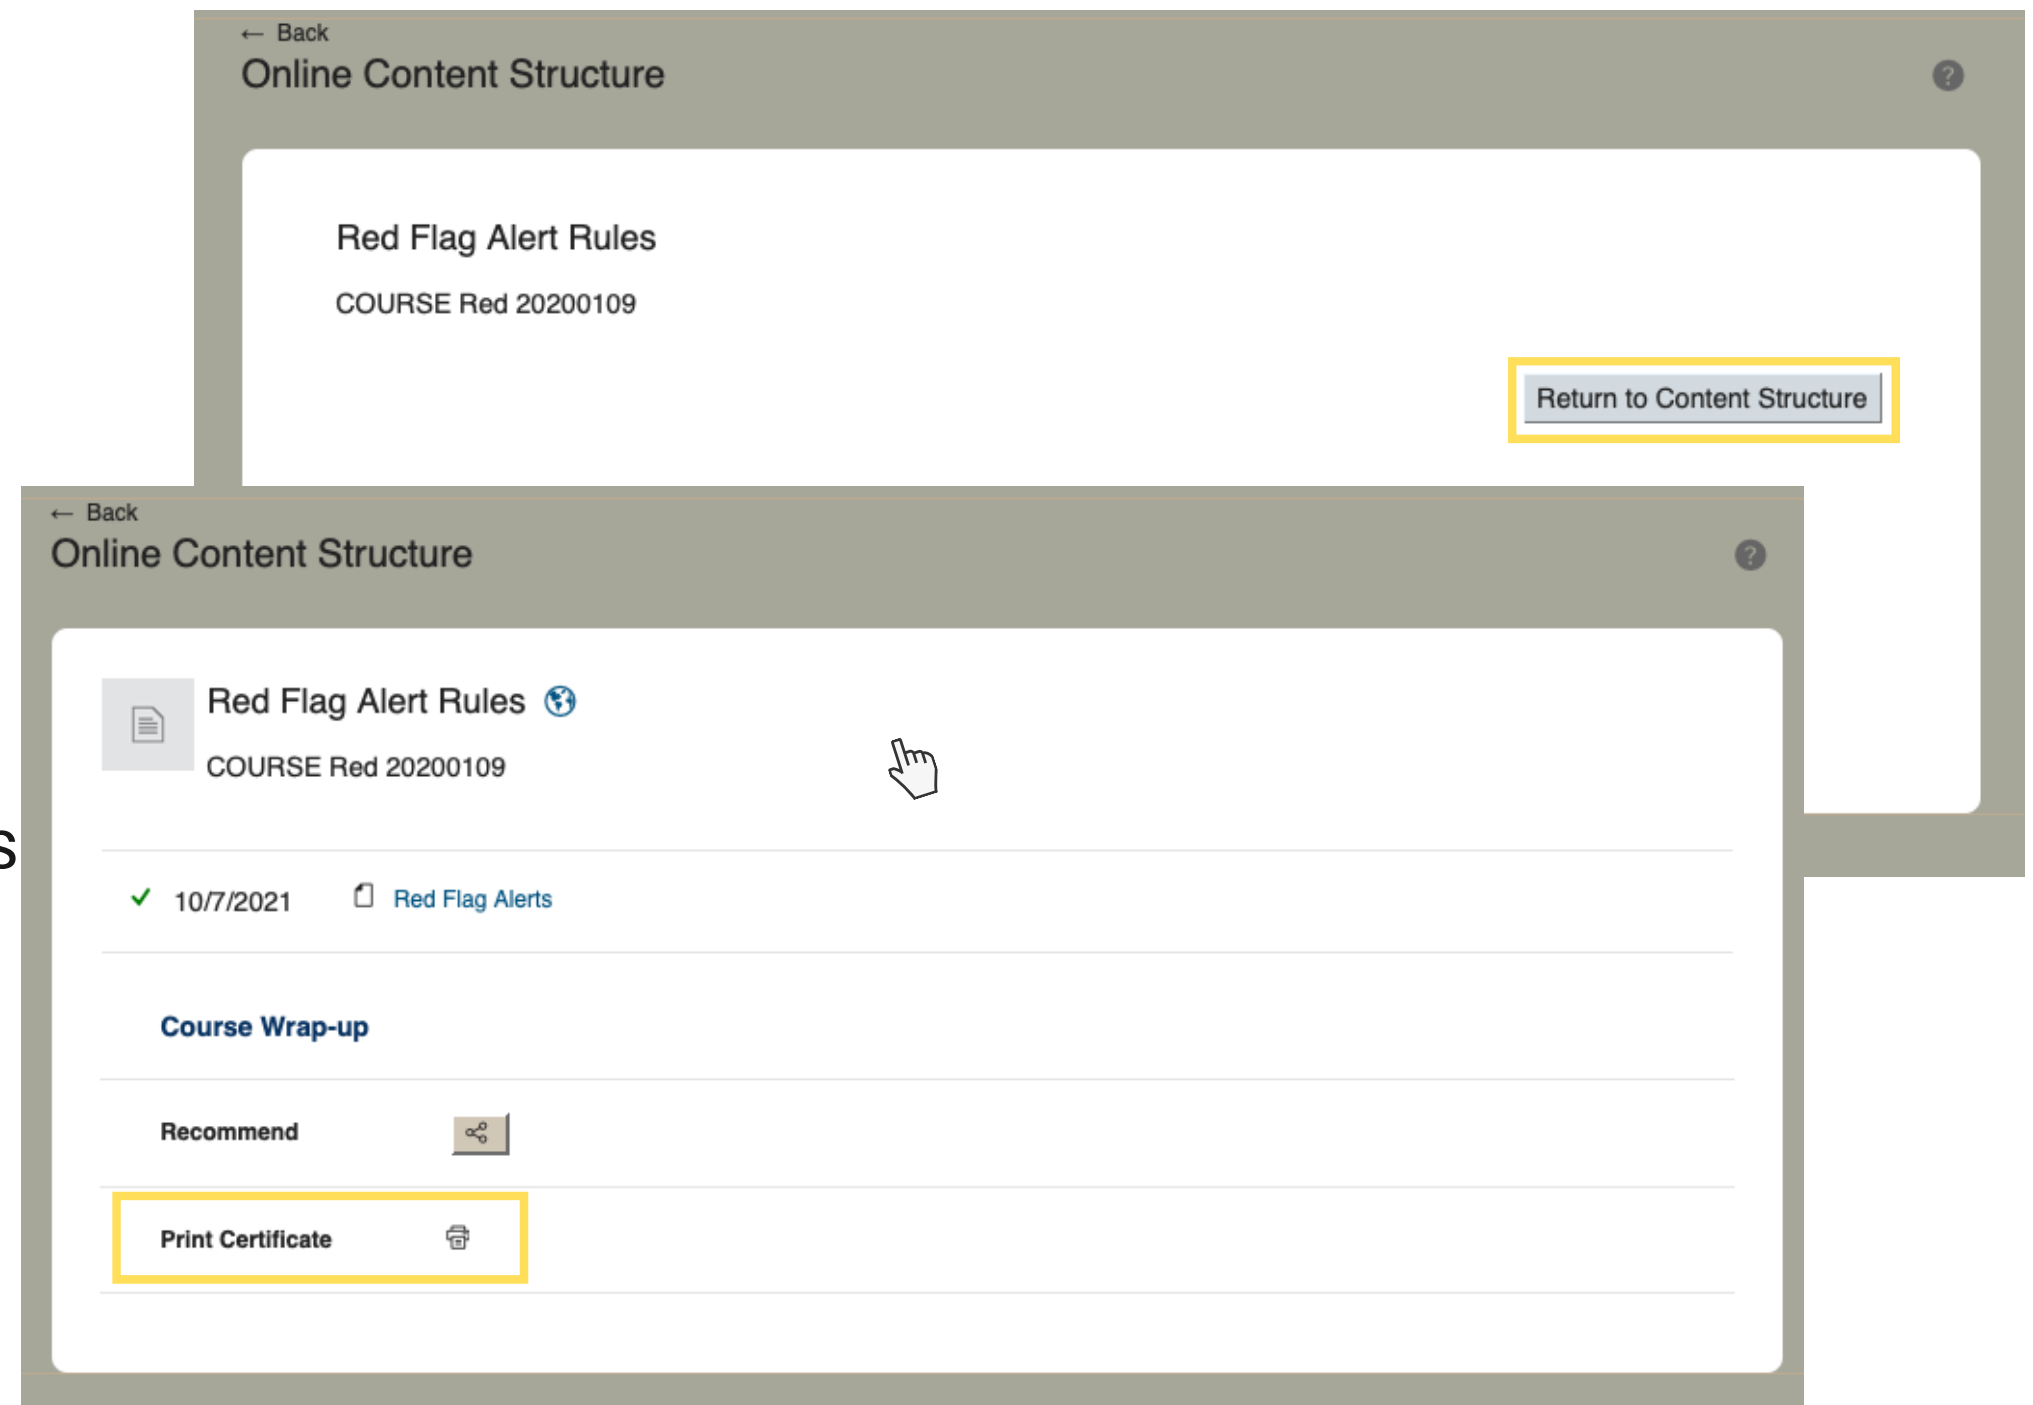 ← Back
Online Content Structure
?
Red Flag Alert Rules
COURSE Red 20200109
Return to Content Structure
← Back
Online Content Structure
?
Red Flag Alert Rules
COURSE Red 20200109
s
10/7/2021 Red Flag Alerts
Course Wrap-up
Recommend
Print Certificate